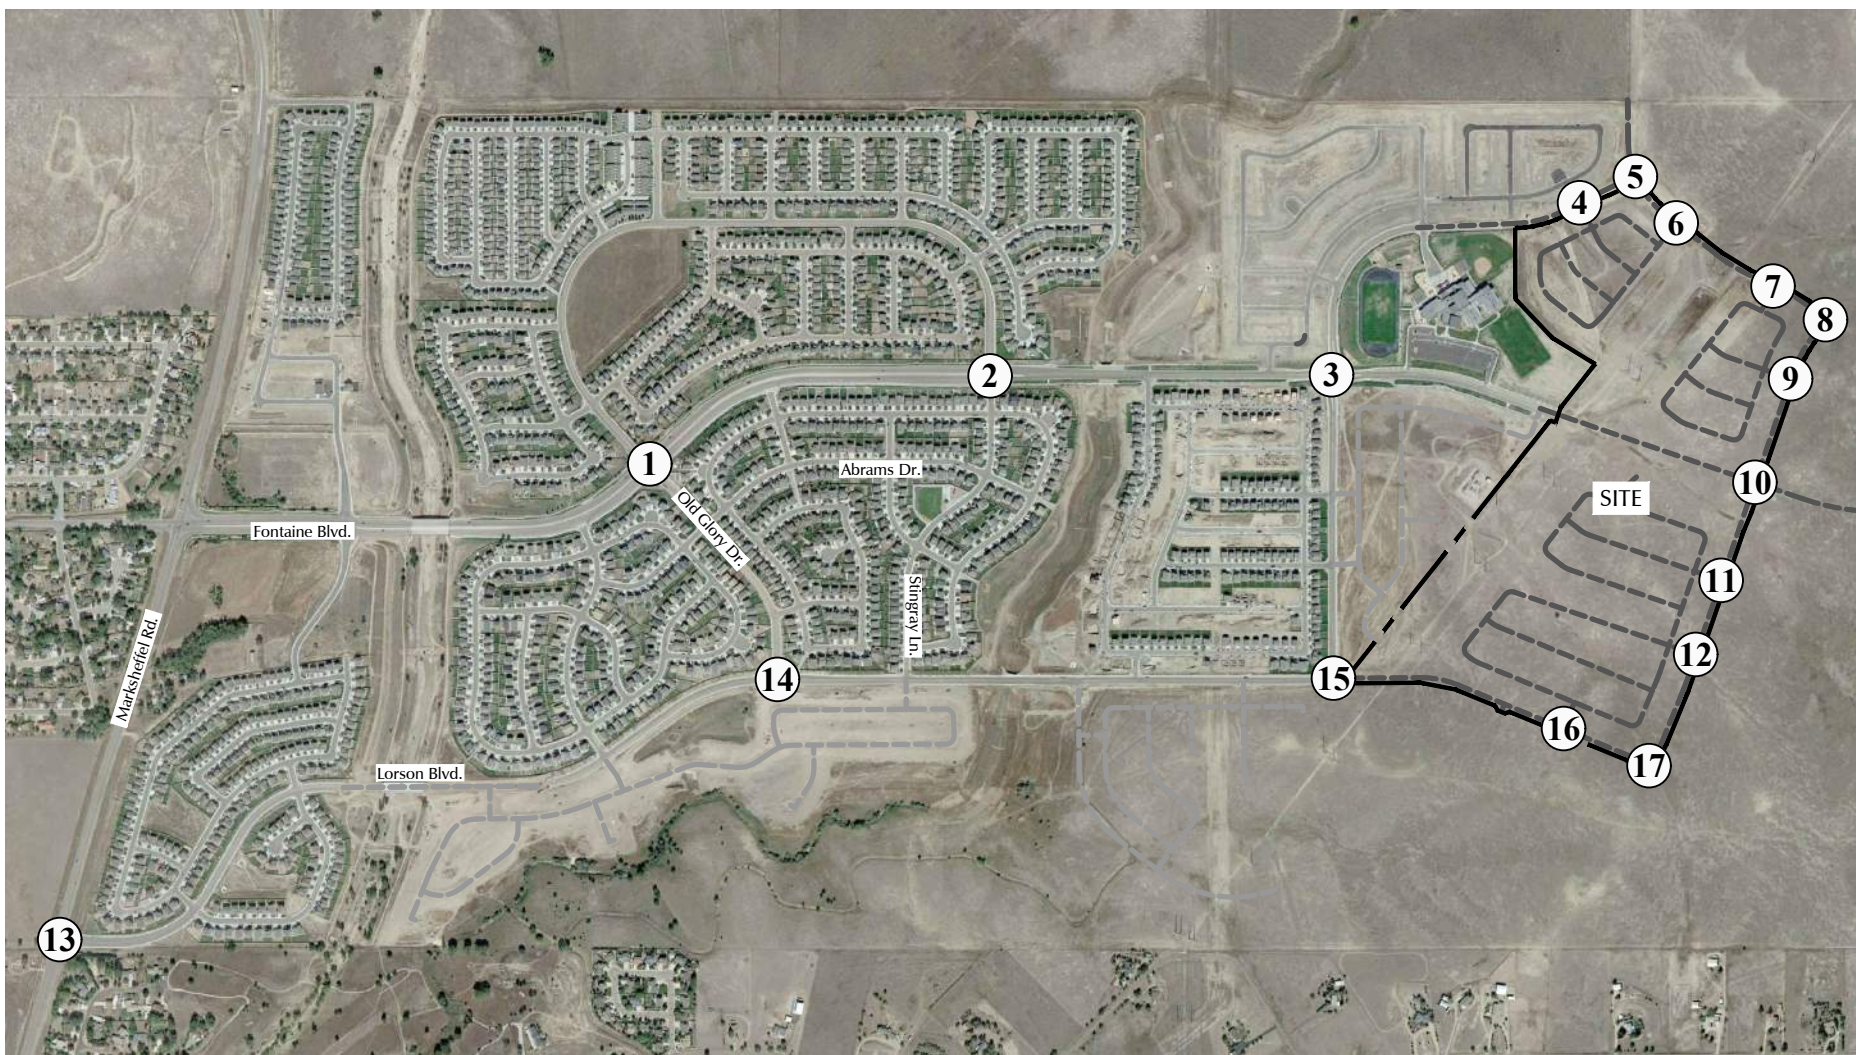 5
4
6
7
8
2
3
9
1
Abrams Dr.
10
SITE
Old Glory Dr.
Fontaine Blvd.
11
Stingray Ln.
Marksheffel Rd.
12
14
15
16
17
Lorson Blvd.
13